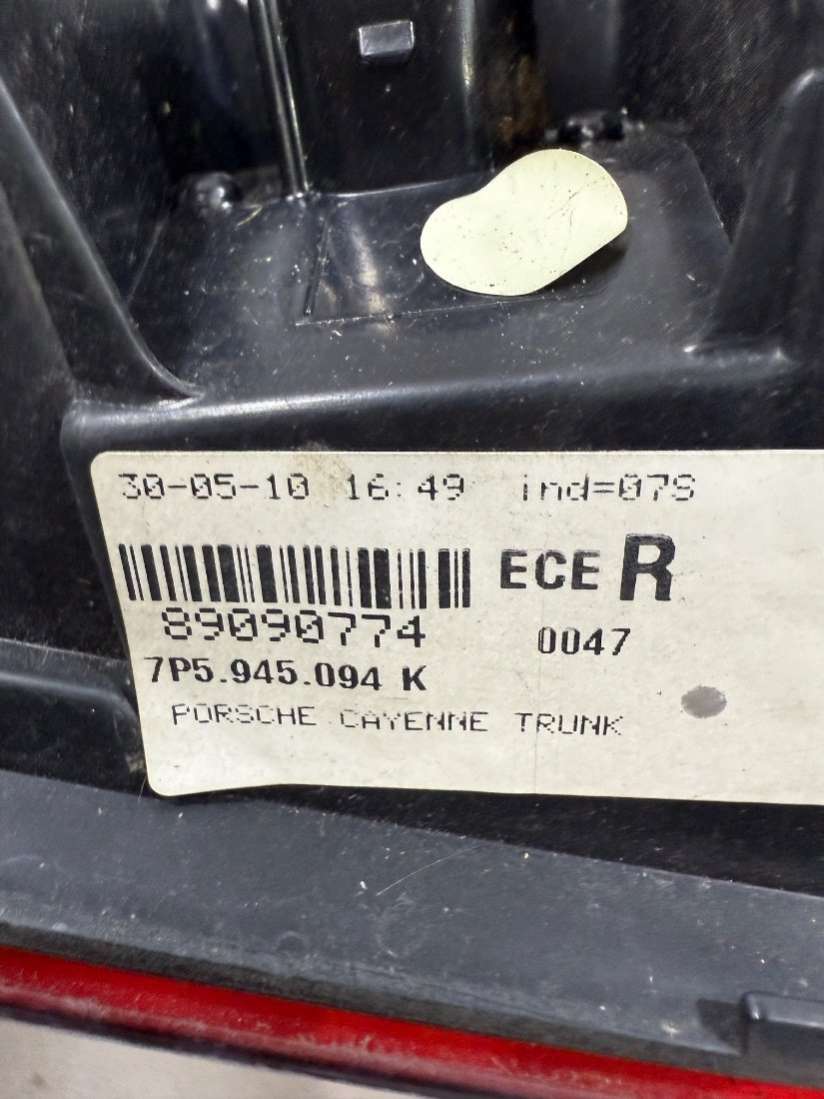 30-05-10 16:49 ind=07S
ECE R
89090774
0047
7P5.945.094 K
PORSCHE CAYENNE TRUNK